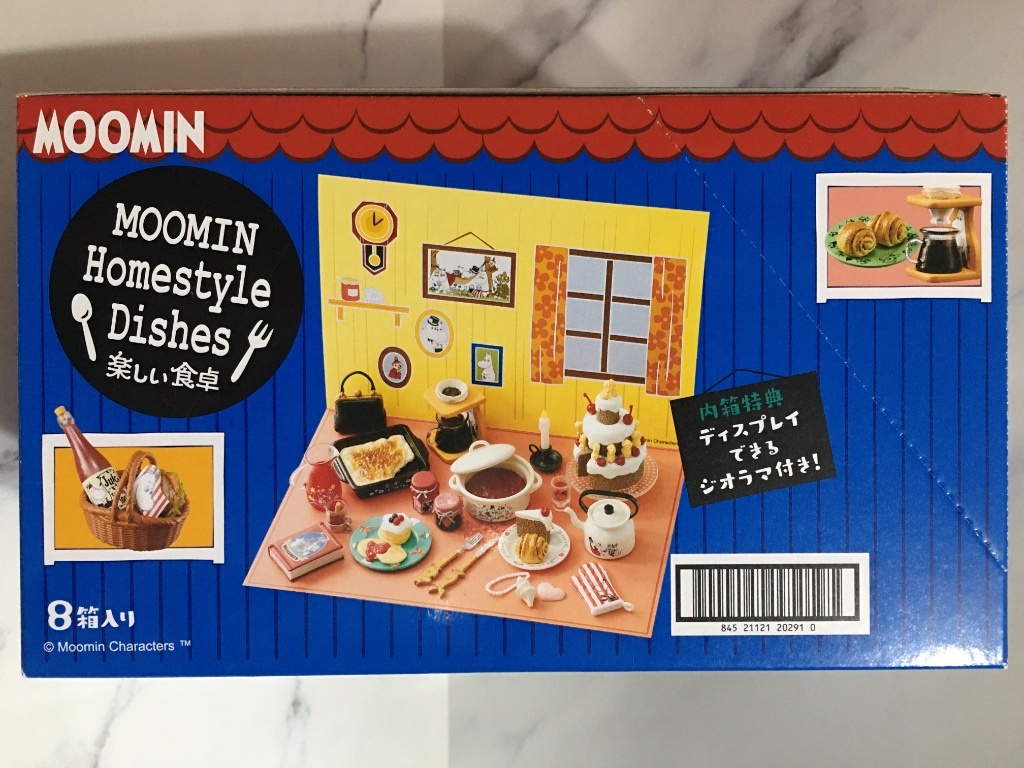 MOOMIN
MOOMIN
Homestyle
Dishes
楽しい食卓
内箱特典
ディスプレイ
できる
ジオラマ付き!
8箱入り
© Moomin Characters ™
845 21121 20291 0